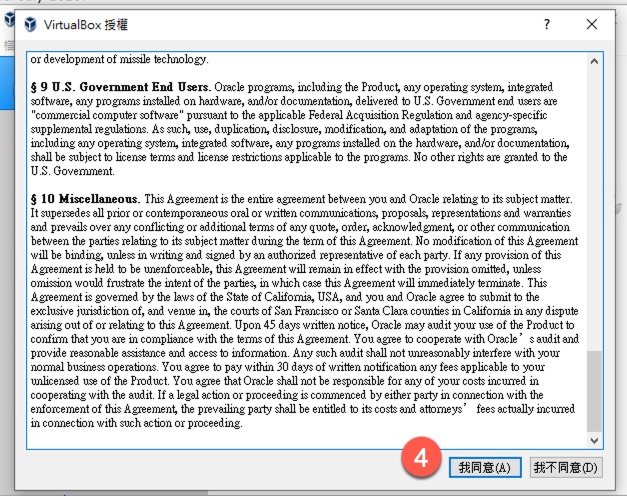 VirtualBox 授權
?
or development of missile technology.
§ 9 U.S. Government End Users. Oracle programs, including the Product, any operating system, integrated
software, any programs installed on hardware, and/or documentation, delivered to U.S. Government end users are
"commercial computer software" pursuant to the applicable Federal Acquisition Regulation and agency-specific
supplemental regulations. As such, use, duplication, disclosure, modification, and adaptation of the programs,
including any operating system, integrated software, any programs installed on the hardware, and/or documentation,
shall be subject to license terms and license restrictions applicable to the programs. No other rights are granted to the
U.S. Government.
§ 10 Miscellaneous. This Agreement is the entire agreement between you and Oracle relating to its subject matter.
It supersedes all prior or contemporaneous oral or written communications, proposals, representations and warranties
and prevails over any conflicting or additional terms of any quote, order, acknowledgment, or other communication
between the parties relating to its subject matter during the term of this Agreement. No modification of this Agreement
will be binding, unless in writing and signed by an authorized representative of each party. If any provision of this
Agreement is held to be unenforceable, this Agreement will remain in effect with the provision omitted, unless
omission would frustrate the intent of the parties, in which case this Agreement will immediately terminate. This
Agreement is governed by the laws of the State of California, USA, and you and Oracle agree to submit to the
exclusive jurisdiction of, and venue in, the courts of San Francisco or Santa Clara counties in California in any dispute
arising out of or relating to this Agreement. Upon 45 days written notice, Oracle may audit your use of the Product to
confirm that you are in compliance with the terms of this Agreement. You agree to cooperate with Oracle’s audit and
provide reasonable assistance and access to information. Any such audit shall not unreasonably interfere with your
normal business operations. You agree to pay within 30 days of written notification any fees applicable to your
unlicensed use of the Product. You agree that Oracle shall not be responsible for any of your costs incurred in
cooperating with the audit. If a legal action or proceeding is commenced by either party in connection with the
enforcement of this Agreement, the prevailing party shall be entitled to its costs and attorneys’ fees actually incurred
in connection with such action or proceeding.
4
我同意(A)
我不同意(D)